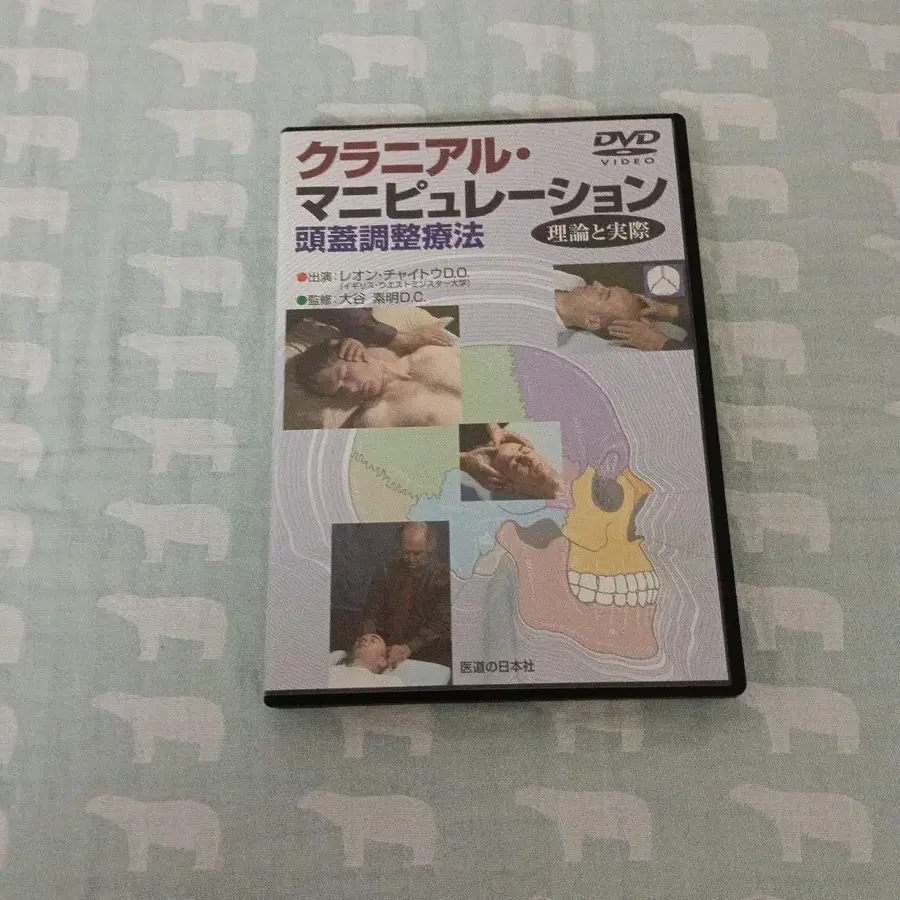 クラニアル・
DVD
VIDEO
マニピュレーション
頭蓋調整療法
理論と実際
●出演：レオン・チャイトウD.O.
(イギリス・ウエストミンスター大学)
●監修：大谷 素明D.C.
医道の日本社